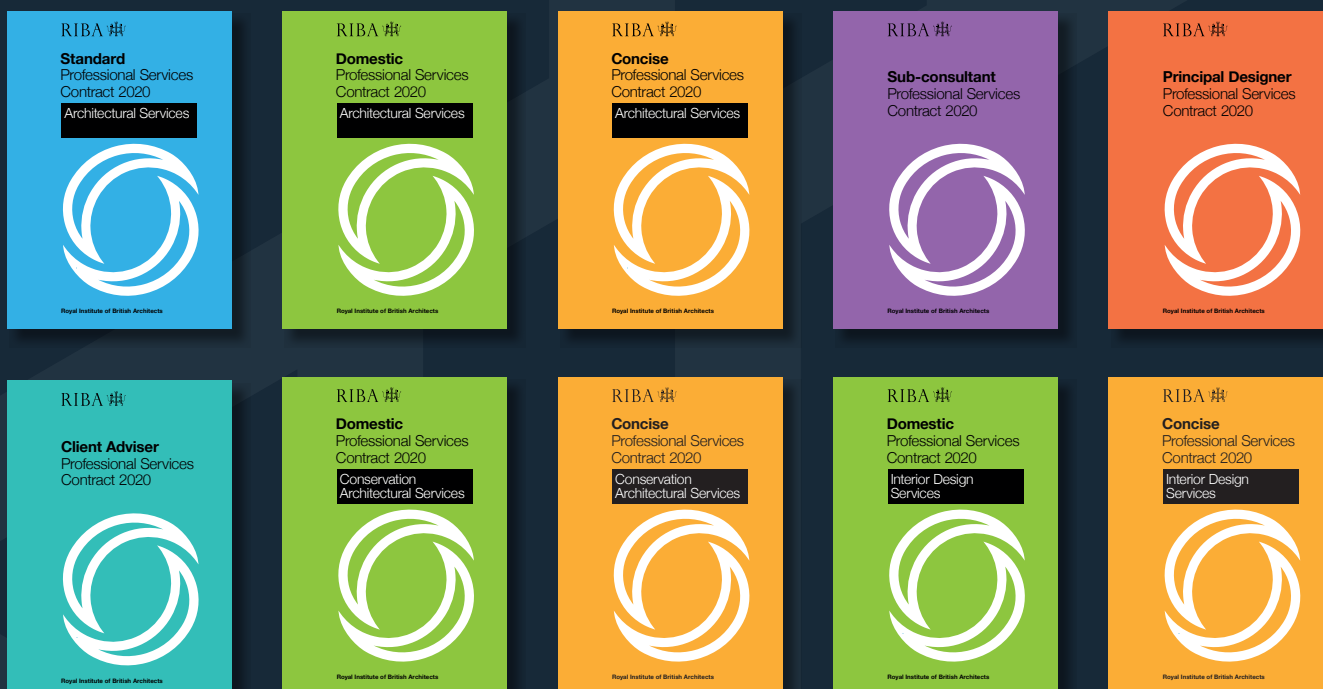 RIBA
Standard
Professional Services
Contract 2020
Architectural Services
Royal Institute of British Architects
RIBA
Domestic
Professional Services
Contract 2020
Architectural Services
Royal Institute of British Architects
RIBA
Concise
Professional Services
Contract 2020
Architectural Services
Royal Institute of British Architects
RIBA
Sub-consultant
Professional Services
Contract 2020
Royal Institute of British Architects
RIBA
Principal Designer
Professional Services
Contract 2020
Royal Institute of British Architects
RIBA
Client Adviser
Professional Services
Contract 2020
Royal Institute of British Architects
RIBA
Domestic
Professional Services
Contract 2020
Conservation
Architectural Services
Royal Institute of British Architects
RIBA
Concise
Professional Services
Contract 2020
Conservation
Architectural Services
Royal Institute of British Architects
RIBA
Domestic
Professional Services
Contract 2020
Interior Design
Services
Royal Institute of British Architects
RIBA
Concise
Professional Services
Contract 2020
Interior Design
Services
Royal Institute of British Architects